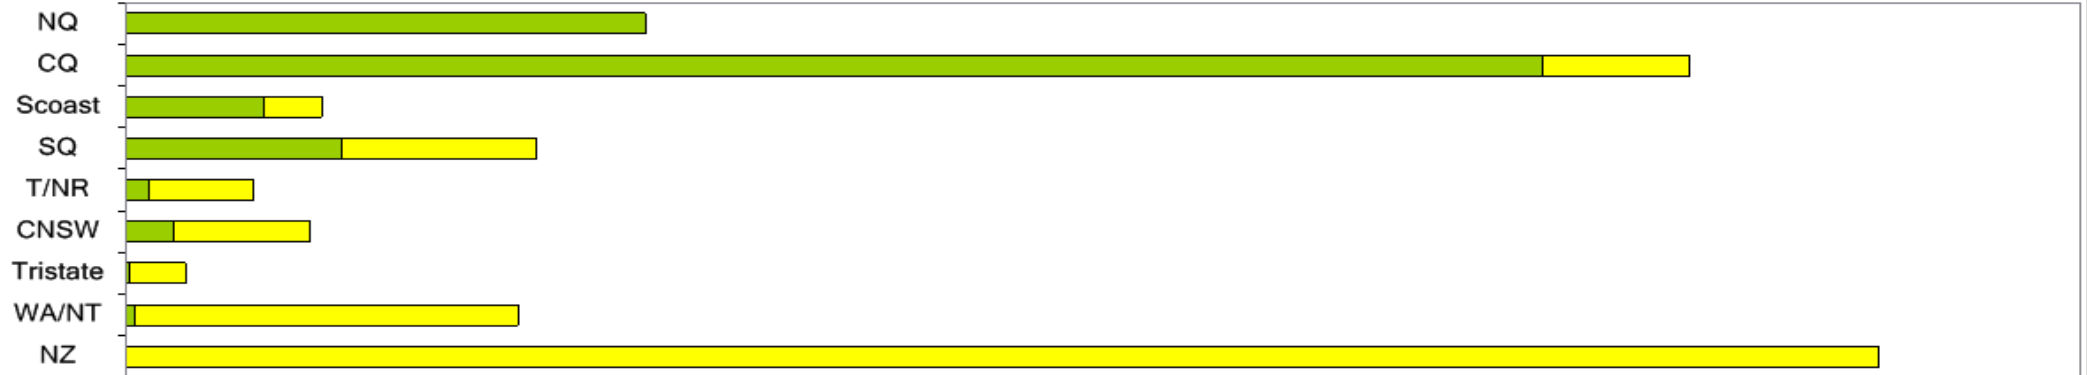 NQ
CQ
Scoast
SQ
T/NR
CNSW
Tristate
WA/NT
NZ